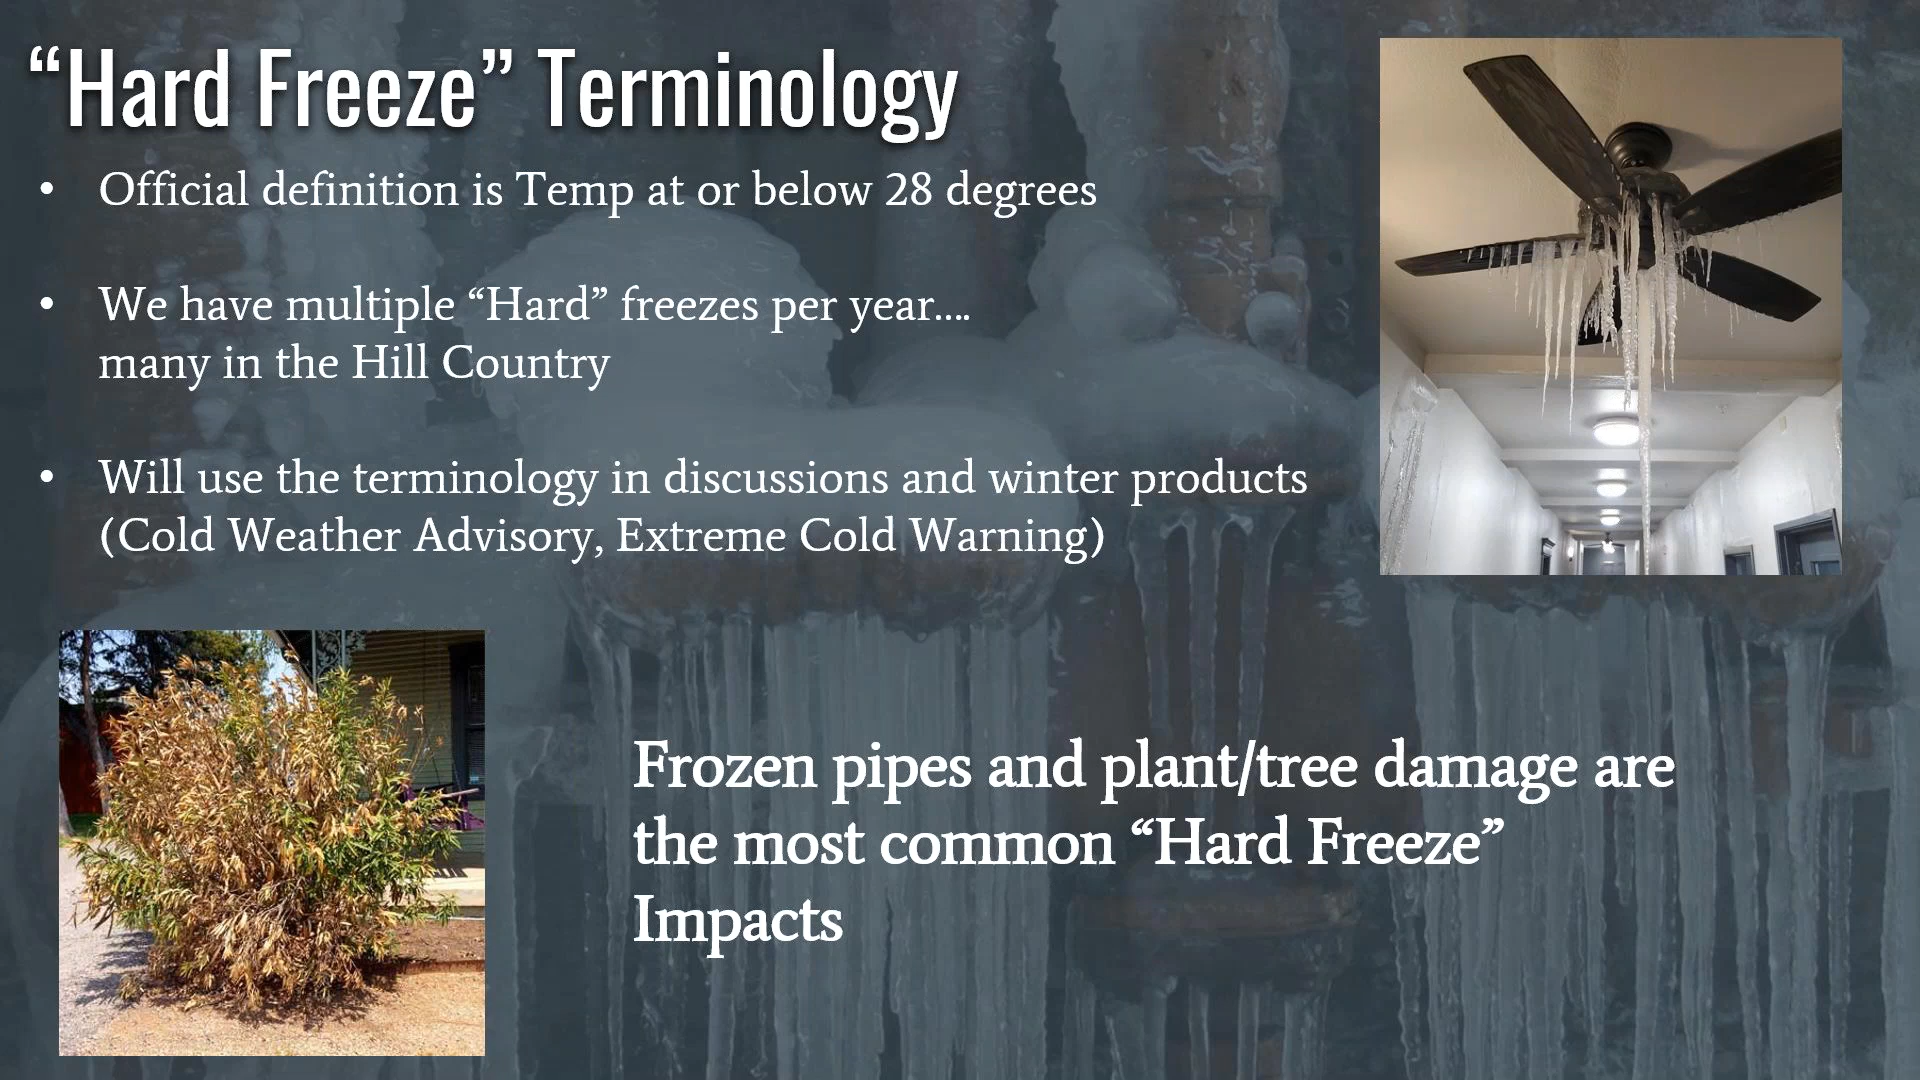 “Hard Freeze” Terminology
• Official definition is Temp at or below 28 degrees
• We have multiple “Hard” freezes per year....
many in the Hill Country
• Will use the terminology in discussions and winter products
(Cold Weather Advisory, Extreme Cold Warning)
Frozen pipes and plant/tree damage are
the most common “Hard Freeze”
Impacts